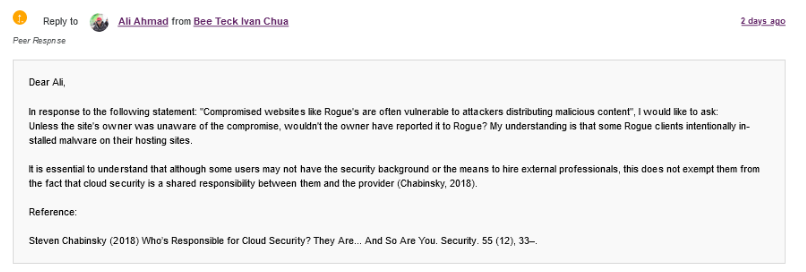 Reply to Ali Ahmad from Bee Teck Ivan Chua 2 days ago
Peer Respnse
Dear Ali,
In response to the following statement: "Compromised websites like Rogue's are often vulnerable to attackers distributing malicious content", I would like to ask:
Unless the site's owner was unaware of the compromise, wouldn't the owner have reported it to Rogue? My understanding is that some Rogue clients intentionally in-
stalled malware on their hosting sites.
It is essential to understand that although some users may not have the security background or the means to hire external professionals, this does not exempt them from
the fact that cloud security is a shared responsibility between them and the provider (Chabinsky, 2018).
Reference:
Steven Chabinsky (2018) Who's Responsible for Cloud Security? They Are... And So Are You. Security. 55 (12), 33–.